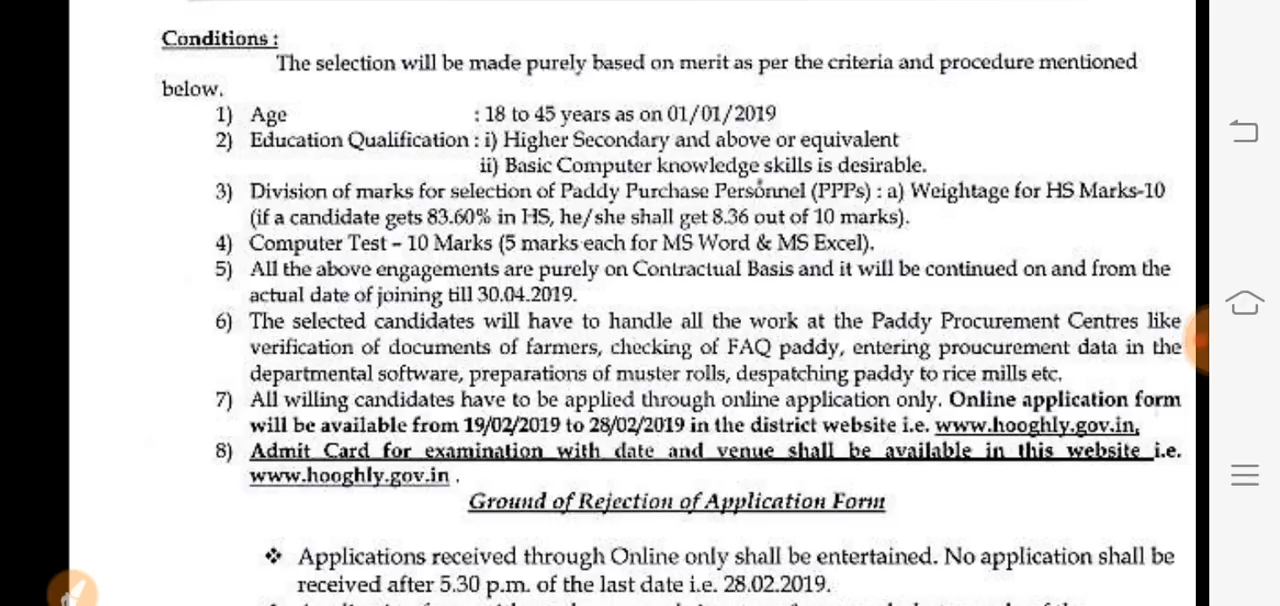 Conditions :
The selection will be made purely based on merit as per the criteria and procedure mentioned
below.
1) Age : 18 to 45 years as on 01/01/2019
2) Education Qualification : i) Higher Secondary and above or equivalent
ii) Basic Computer knowledge skills is desirable.
3) Division of marks for selection of Paddy Purchase Personnel (PPPs) : a) Weightage for HS Marks-10
(if a candidate gets 83.60% in HS, he/she shall get 8.36 out of 10 marks).
4) Computer Test – 10 Marks (5 marks each for MS Word & MS Excel).
5) All the above engagements are purely on Contractual Basis and it will be continued on and from the
actual date of joining till 30.04.2019.
6) The selected candidates will have to handle all the work at the Paddy Procurement Centres like
verification of documents of farmers, checking of FAQ paddy, entering proucurement data in the
departmental software, preparations of muster rolls, despatching paddy to rice mills etc.
7) All willing candidates have to be applied through online application only. Online application form
will be available from 19/02/2019 to 28/02/2019 in the district website i.e. www.hooghly.gov.in,
8) Admit Card for examination with date and venue shall be available in this website i.e.
www.hooghly.gov.in .
Ground of Rejection of Application Form
❖ Applications received through Online only shall be entertained. No application shall be
received after 5.30 p.m. of the last date i.e. 28.02.2019.